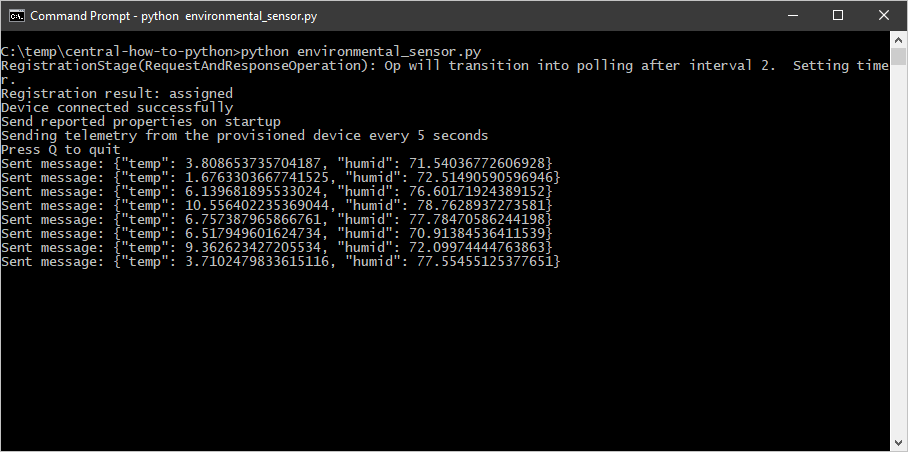 Command Prompt - python  environmental_sensor.py
C:\temp\central-how-to-python>python environmental_sensor.py
RegistrationStage(RequestAndResponseOperation): Op will transition into polling after interval 2.  Setting time
r.
Registration result: assigned
Device connected successfully
Send reported properties on startup
Sending telemetry from the provisioned device every 5 seconds
Press Q to quit
Sent message: {"temp": 3.808653735704187, "humid": 71.54036772606928}
Sent message: {"temp": 1.6763303667741525, "humid": 72.51490590596946}
Sent message: {"temp": 6.139681895533024, "humid": 76.60171924389152}
Sent message: {"temp": 10.556402235369044, "humid": 78.7628937273581}
Sent message: {"temp": 6.757387965866761, "humid": 77.78470586244198}
Sent message: {"temp": 6.517949601624734, "humid": 70.91384536411539}
Sent message: {"temp": 9.362623427205534, "humid": 72.09974444763863}
Sent message: {"temp": 3.7102479833615116, "humid": 77.55455125377651}